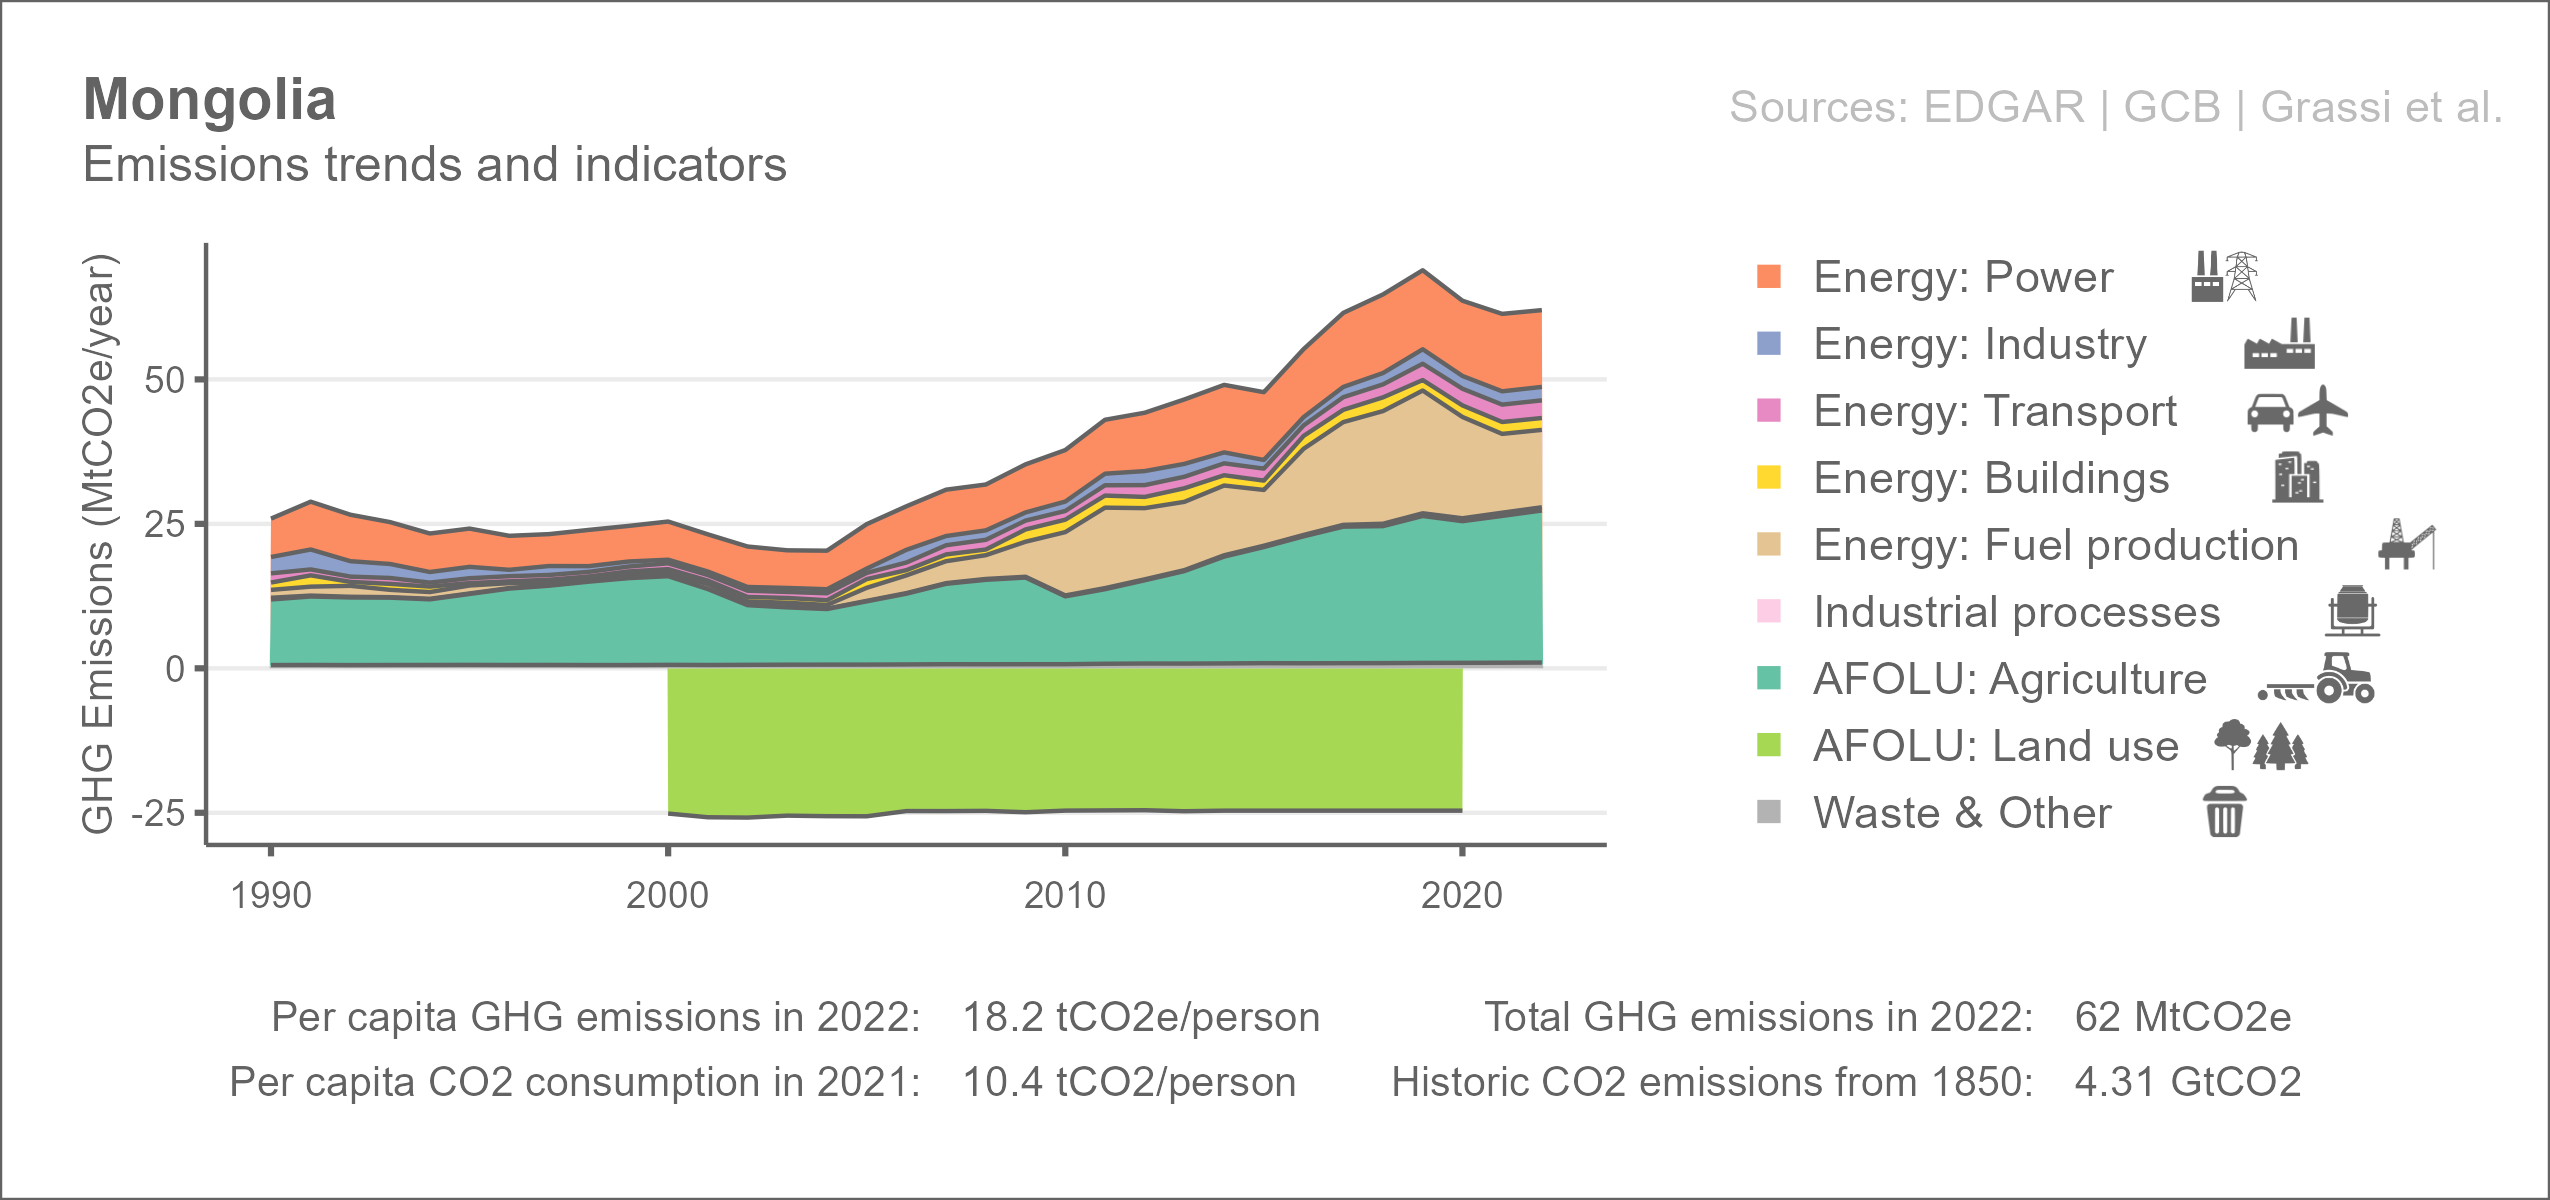 Mongolia
Emissions trends and indicators
Sources: EDGAR | GCB | Grassi et al.
GHG Emissions (MtCO2e/year)
50
25
0
-25
1990
2000
2010
2020
Energy: Power
Energy: Industry
Energy: Transport
Energy: Buildings
Energy: Fuel production
Industrial processes
AFOLU: Agriculture
AFOLU: Land use
Waste & Other
Per capita GHG emissions in 2022: 18.2 tCO2e/person
Total GHG emissions in 2022: 62 MtCO2e
Per capita CO2 consumption in 2021: 10.4 tCO2/person
Historic CO2 emissions from 1850: 4.31 GtCO2